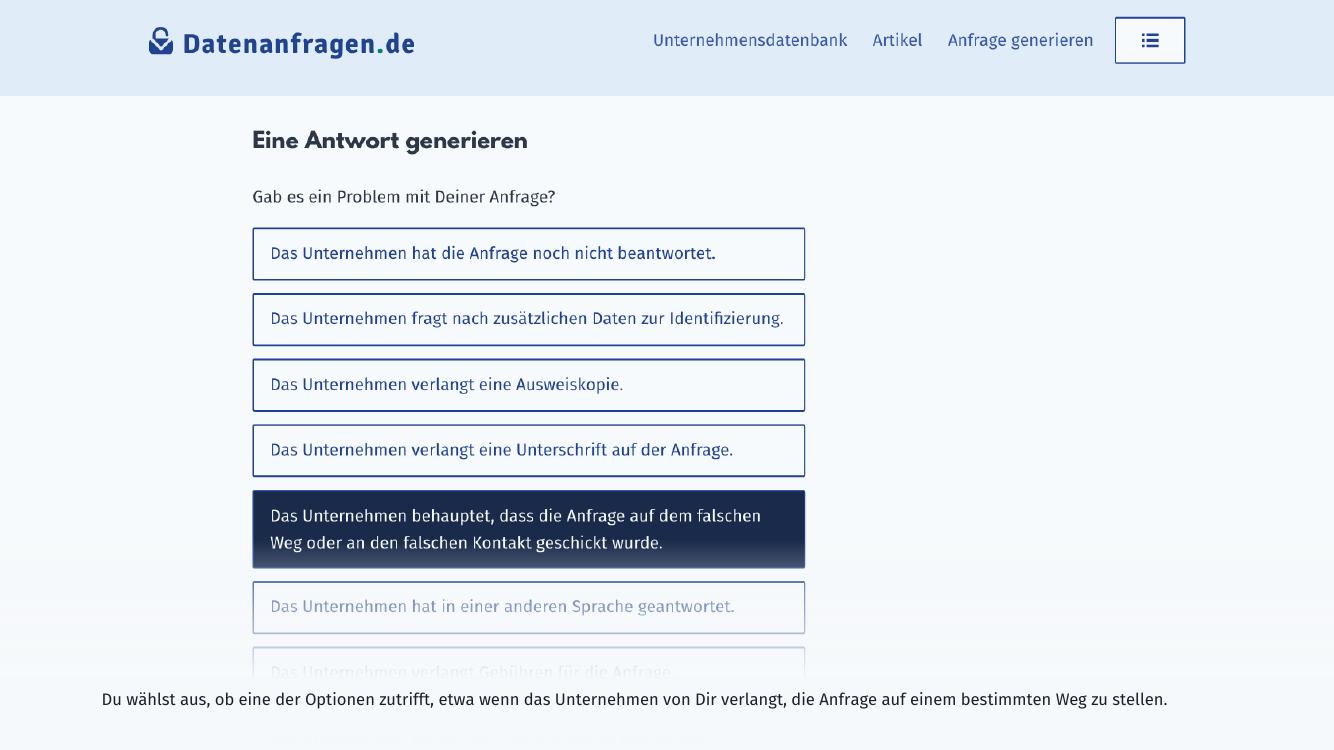 Datenanfragen.de
Unternehmensdatenbank Artikel Anfrage generieren
Eine Antwort generieren
Gab es ein Problem mit Deiner Anfrage?
Das Unternehmen hat die Anfrage noch nicht beantwortet.
Das Unternehmen fragt nach zusätzlichen Daten zur Identifizierung.
Das Unternehmen verlangt eine Ausweiskopie.
Das Unternehmen verlangt eine Unterschrift auf der Anfrage.
Das Unternehmen behauptet, dass die Anfrage auf dem falschen
Weg oder an den falschen Kontakt geschickt wurde.
Das Unternehmen hat in einer anderen Sprache geantwortet.
Das Unternehmen verlangt Gebühren für die Anfrage.
Du wählst aus, ob eine der Optionen zutrifft, etwa wenn das Unternehmen von Dir verlangt, die Anfrage auf einem bestimmten Weg zu stellen.